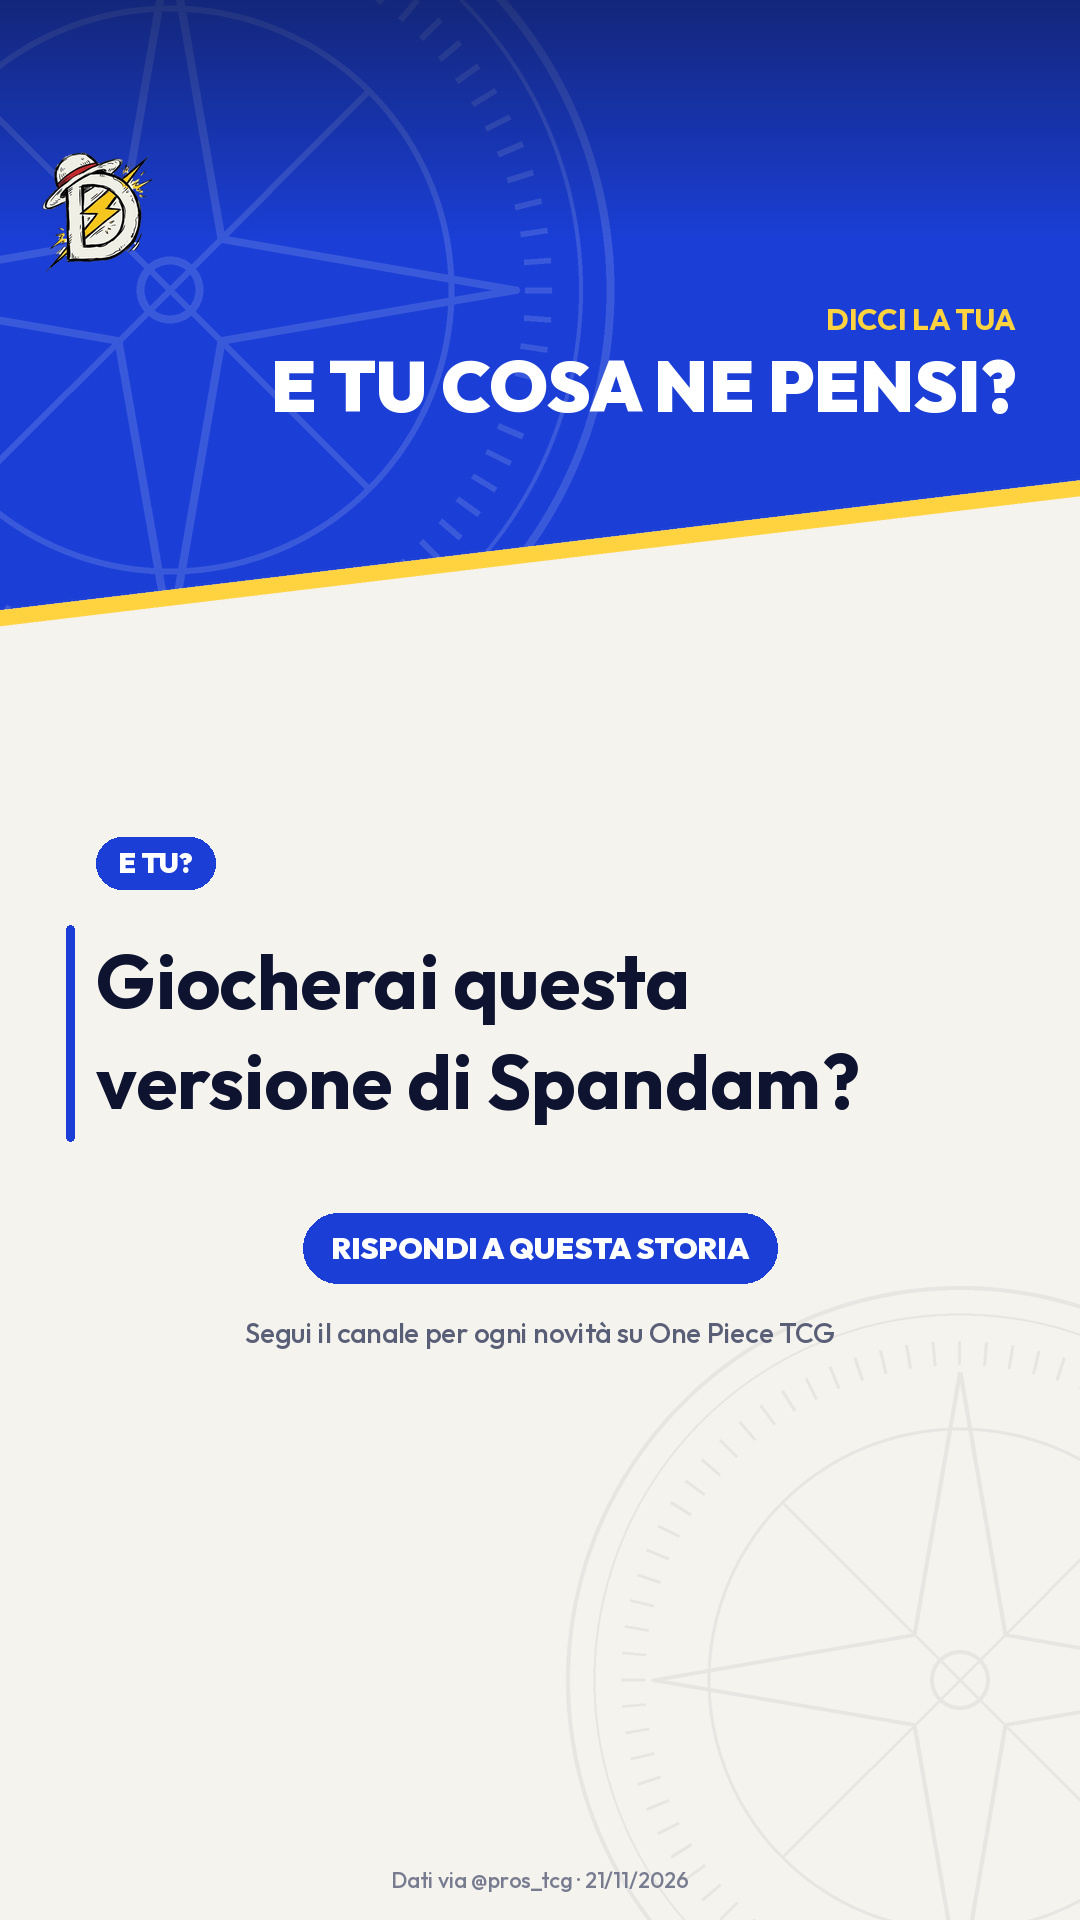 DICCI LA TUA
E TU COSA NE PENSI?
E TU?
Giocherai questa
versione di Spandam?
RISPONDI A QUESTA STORIA
Segui il canale per ogni novità su One Piece TCG
Dati via @pros_tcg · 21/11/2026